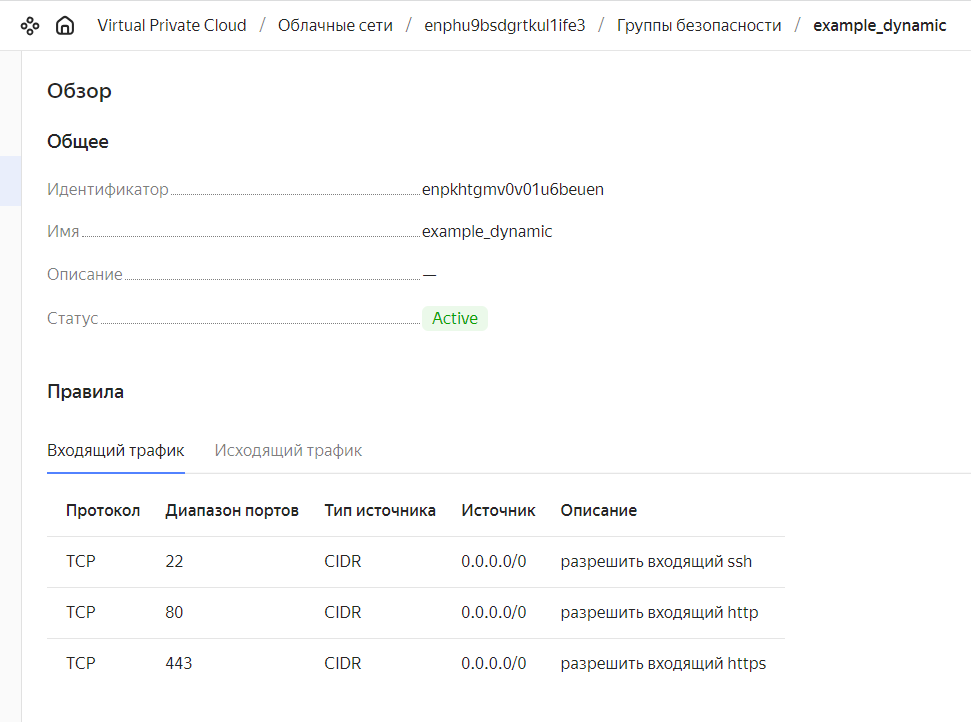 Virtual Private Cloud / Облачные сети / enphu9bsdgrtkul1ife3 / Группы безопасности / example_dynamic
Обзор
Общее
Идентификатор enpkhtgmv0v01u6beuen
Имя example_dynamic
Описание —
Статус Active
Правила
Входящий трафик Исходящий трафик
Протокол Диапазон портов Тип источника Источник Описание
TCP 22 CIDR 0.0.0.0/0 разрешить входящий ssh
TCP 80 CIDR 0.0.0.0/0 разрешить входящий http
TCP 443 CIDR 0.0.0.0/0 разрешить входящий https